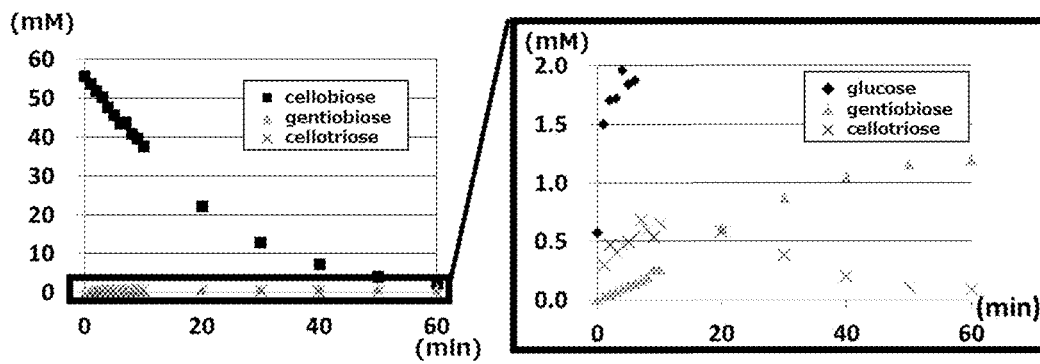 (mM)
60
50
40
30
20
10
0
cellobiose
gentiobiose
cellotriose
0 20 40 60
(min)
(mM)
2.0
1.5
1.0
0.5
0.0
glucose
gentiobiose
cellotriose
0 20 40 60
(min)